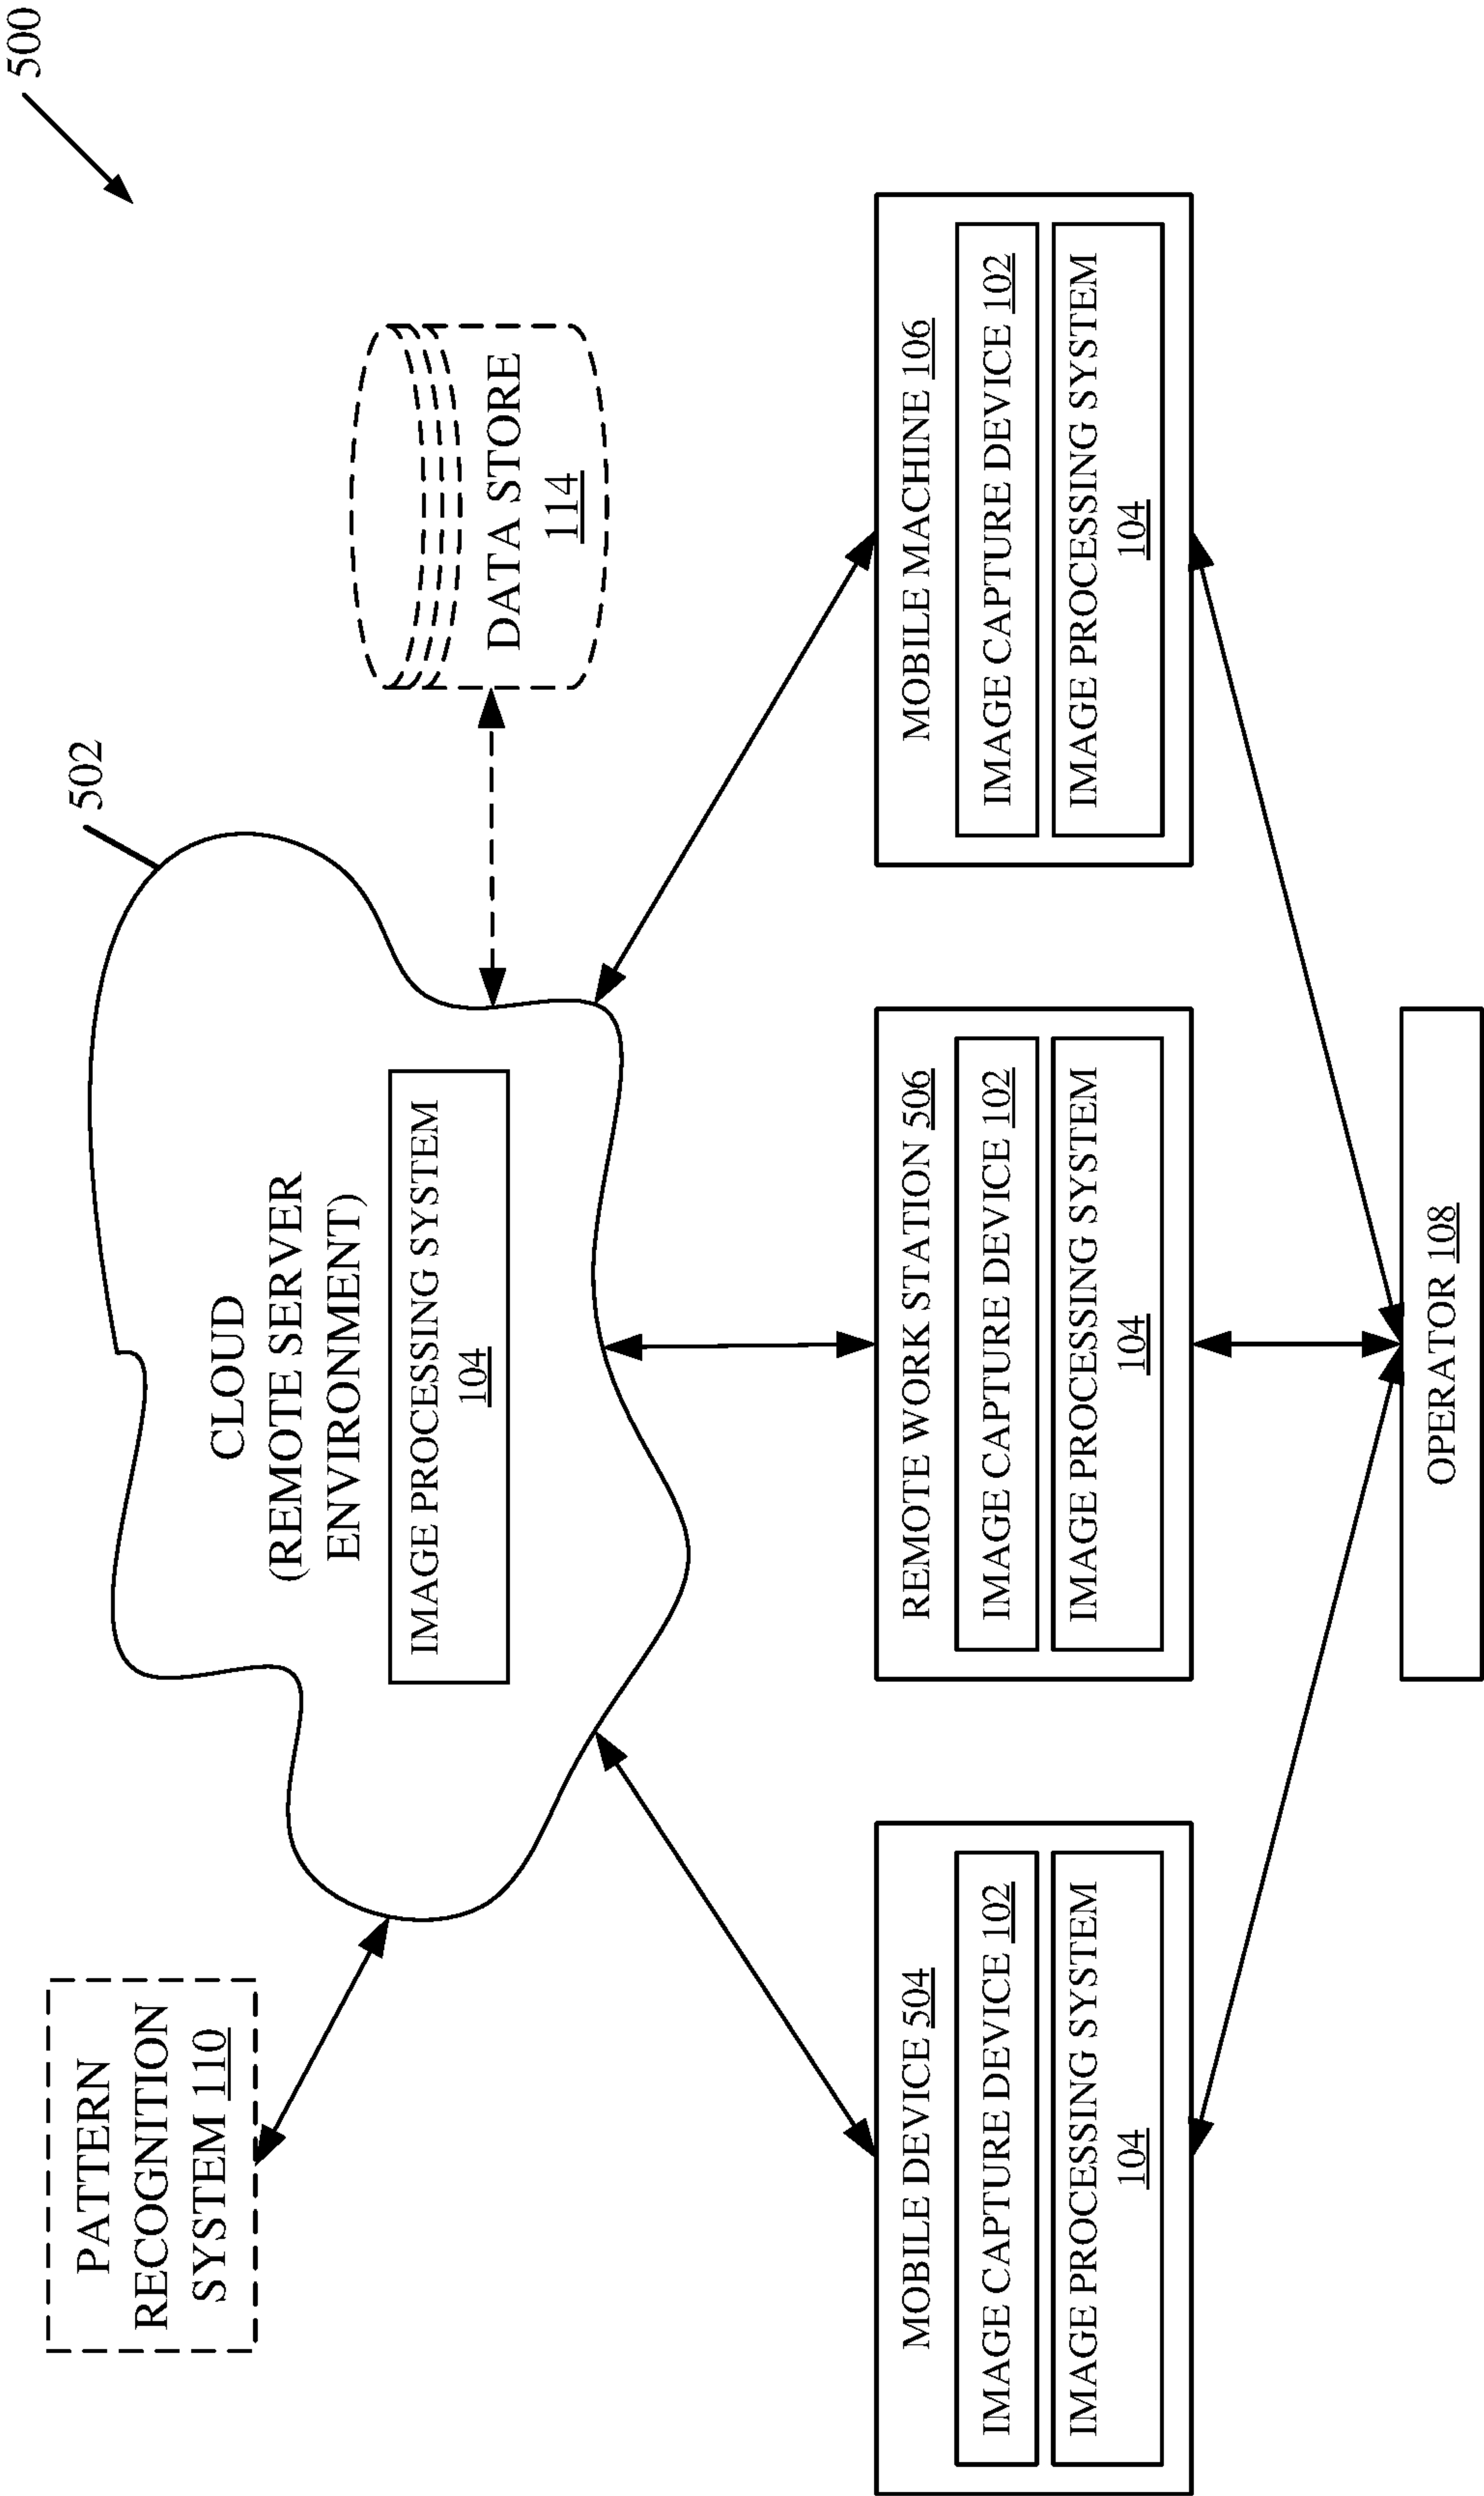 500
502
PATTERN
RECOGNITION
SYSTEM 110
CLOUD
(REMOTE SERVER
ENVIRONMENT)
IMAGE PROCESSING SYSTEM
104
DATA STORE
114
MOBILE DEVICE 504
IMAGE CAPTURE DEVICE 102
IMAGE PROCESSING SYSTEM
104
REMOTE WORK STATION 506
IMAGE CAPTURE DEVICE 102
IMAGE PROCESSING SYSTEM
104
MOBILE MACHINE 106
IMAGE CAPTURE DEVICE 102
IMAGE PROCESSING SYSTEM
104
OPERATOR 108